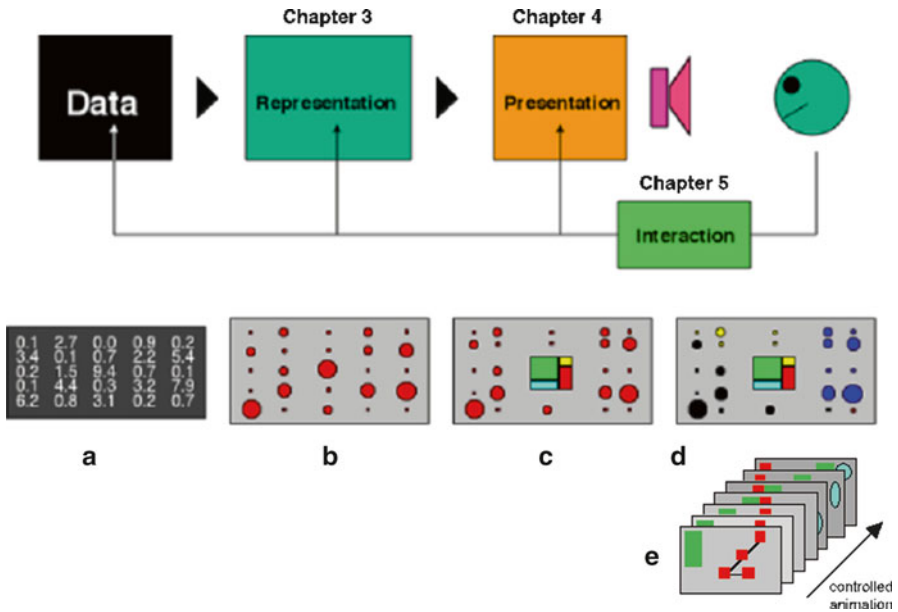 Chapter 3
Chapter 4
Data
Representation
Presentation
Chapter 5
Interaction
0.1 2.7 0.0 0.9 0.2
3.4 0.1 0.7 2.2 5.4
0.2 1.5 9.4 0.7 0.1
0.1 4.4 0.3 3.2 7.9
6.2 0.8 3.1 0.2 0.7
a
b
c
d
e
controlled
animation